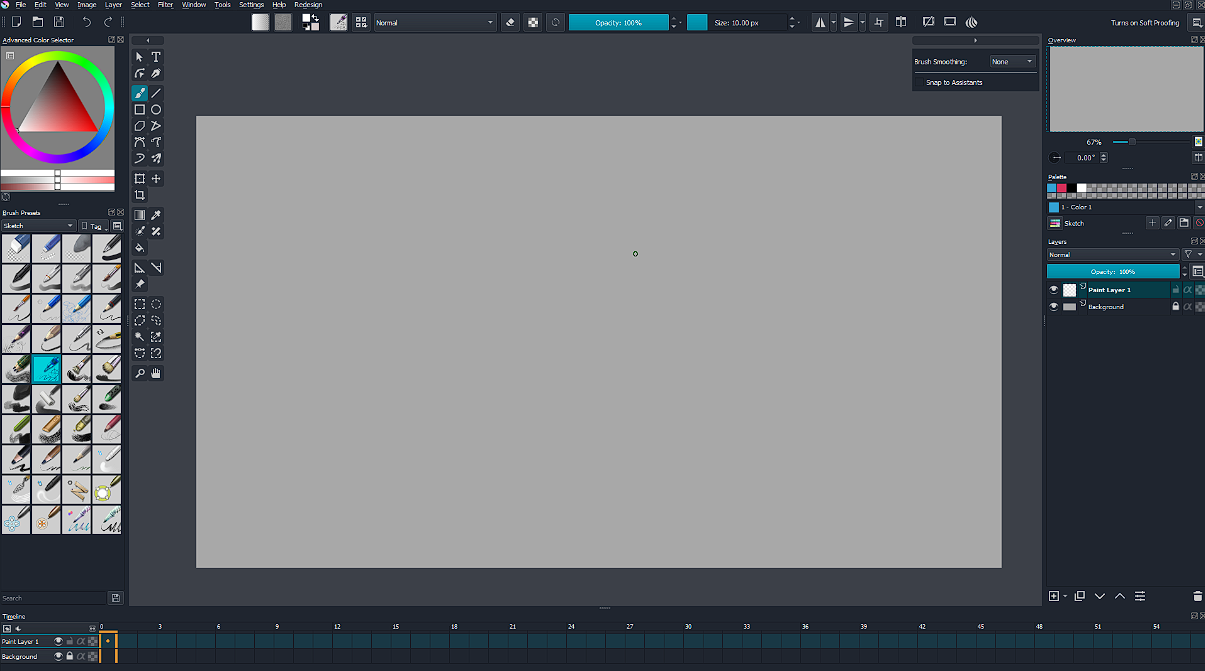 File Edit View Image Layer Select Filter Window Tools Settings Help Redesign
Normal Opacity: 100% Size: 10.00 px Turns on Soft Proofing
Advanced Color Selector
Overview
Brush Smoothing: None
Snap to Assistants
67%
0.00°
Palette
1 - Color 1
Sketch
Brush Presets
Sketch Tag
Layers
Normal
Opacity: 100%
Paint Layer 1
Background
Search
Timeline
0 3 6 9 12 15 18 21 24 27 30 33 36 39 42 45 48 51 54
Paint Layer 1
Background